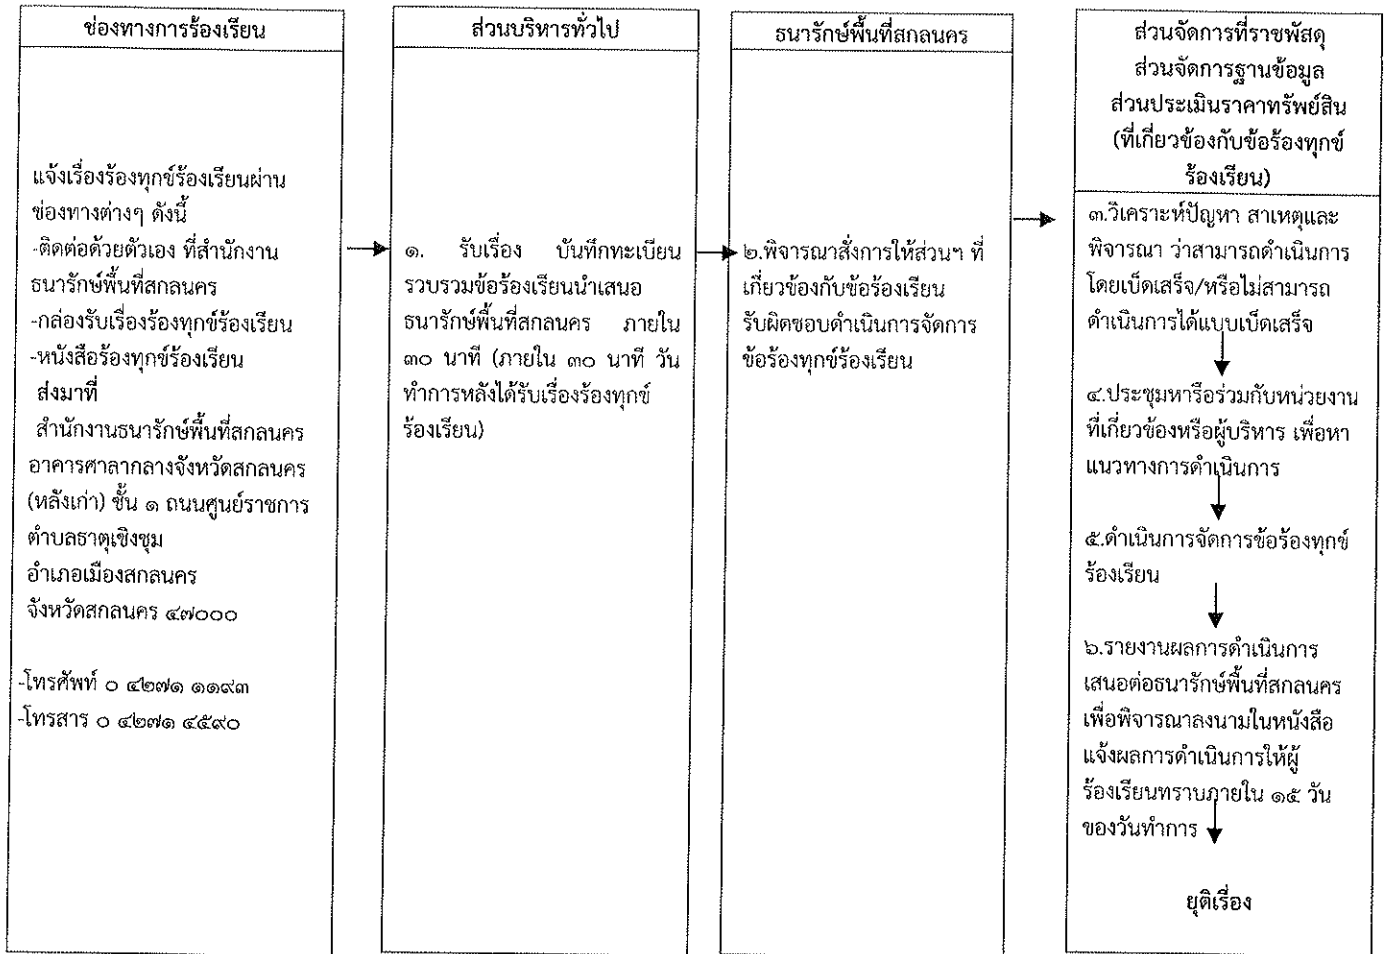 ช่องทางการร้องเรียน
แจ้งเรื่องร้องทุกข์ร้องเรียนผ่าน
ช่องทางต่างๆ ดังนี้
-ติดต่อด้วยตัวเอง ที่สำนักงาน
ธนารักษ์พื้นที่สกลนคร
-กล่องรับเรื่องร้องทุกข์ร้องเรียน
-หนังสือร้องทุกข์ร้องเรียน
ส่งมาที่
สำนักงานธนารักษ์พื้นที่สกลนคร
อาคารศาลากลางจังหวัดสกลนคร
(หลังเก่า) ชั้น ๑ ถนนศูนย์ราชการ
ตำบลธาตุเชิงชุม
อำเภอเมืองสกลนคร
จังหวัดสกลนคร ๔๗๐๐๐
-โทรศัพท์ ๐ ๔๒๗๑ ๑๑๙๓
-โทรสาร ๐ ๔๒๗๑ ๔๕๙๐
ส่วนบริหารทั่วไป
๑. รับเรื่อง บันทึกทะเบียน
รวบรวมข้อร้องเรียนนำเสนอ
ธนารักษ์พื้นที่สกลนคร ภายใน
๓๐ นาที (ภายใน ๓๐ นาที วัน
ทำการหลังได้รับเรื่องร้องทุกข์
ร้องเรียน)
ธนารักษ์พื้นที่สกลนคร
๒.พิจารณาสั่งการให้ส่วนฯ ที่
เกี่ยวข้องกับข้อร้องเรียน
รับผิดชอบดำเนินการจัดการ
ข้อร้องทุกข์ร้องเรียน
ส่วนจัดการที่ราชพัสดุ
ส่วนจัดการฐานข้อมูล
ส่วนประเมินราคาทรัพย์สิน
(ที่เกี่ยวข้องกับข้อร้องทุกข์
ร้องเรียน)
๓.วิเคราะห์ปัญหา สาเหตุและ
พิจารณา ว่าสามารถดำเนินการ
โดยเบ็ดเสร็จ/หรือไม่สามารถ
ดำเนินการได้แบบเบ็ดเสร็จ
๔.ประชุมหารือร่วมกับหน่วยงาน
ที่เกี่ยวข้องหรือผู้บริหาร เพื่อหา
แนวทางการดำเนินการ
๕.ดำเนินการจัดการข้อร้องทุกข์
ร้องเรียน
๖.รายงานผลการดำเนินการ
เสนอต่อธนารักษ์พื้นที่สกลนคร
เพื่อพิจารณาลงนามในหนังสือ
แจ้งผลการดำเนินการให้ผู้
ร้องเรียนทราบภายใน ๑๕ วัน
ของวันทำการ
ยุติเรื่อง